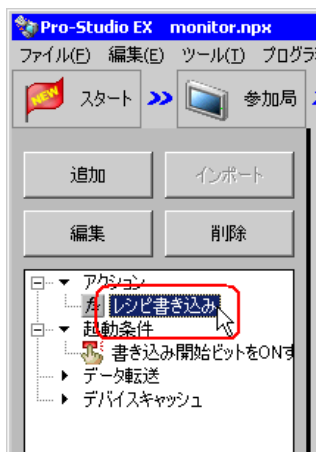 Pro-Studio EX monitor.npx
ファイル(F) 編集(E) ツール(T) プログラ
NEW スタート 参加局
追加 インポート
編集 削除
アクション
fx レシピ書き込み
起動条件
書き込み開始ビットをONす
データ転送
デバイスキャッシュ